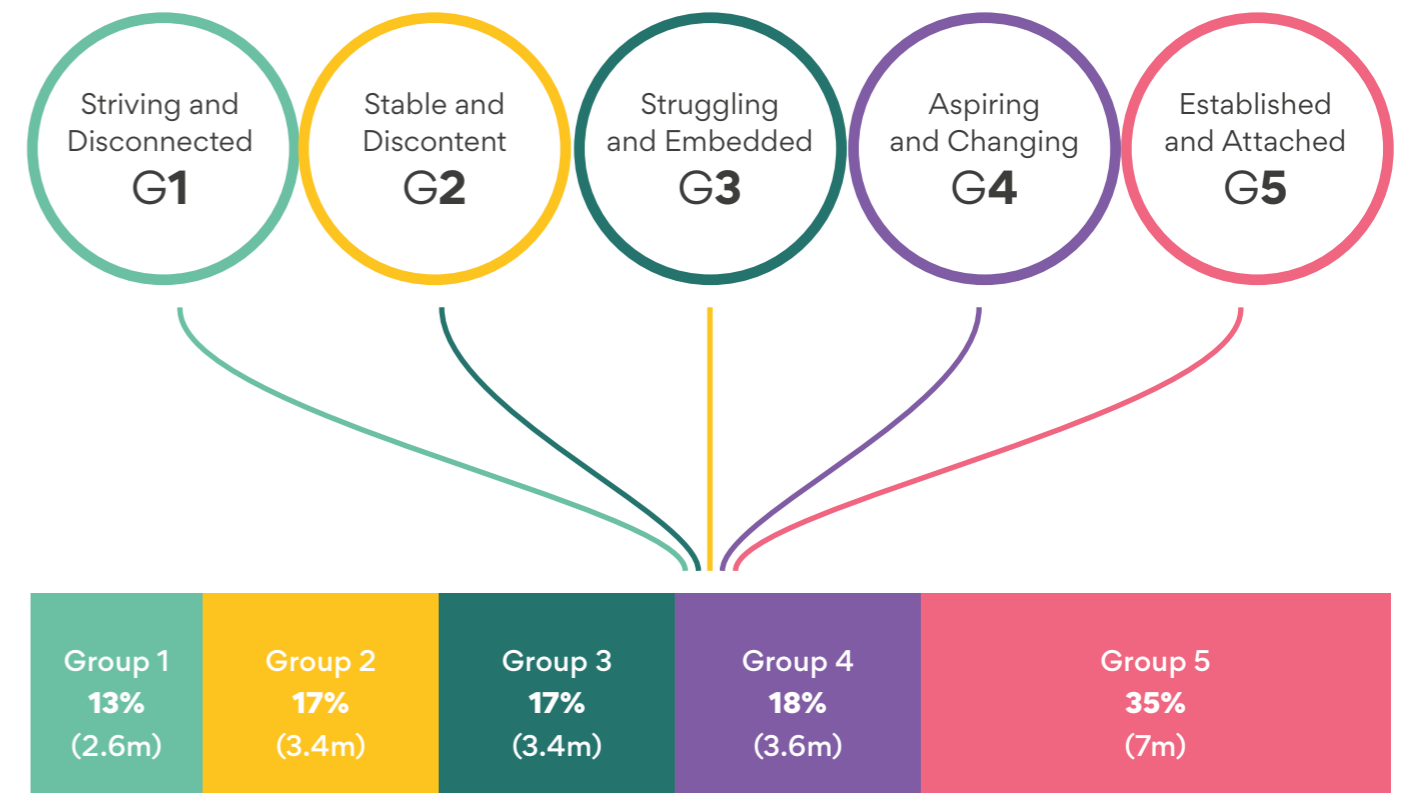 Striving and
Disconnected
G1
Stable and
Discontent
G2
Struggling
and Embedded
G3
Aspiring
and Changing
G4
Established
and Attached
G5
Group 1
13%
(2.6m)
Group 2
17%
(3.4m)
Group 3
17%
(3.4m)
Group 4
18%
(3.6m)
Group 5
35%
(7m)